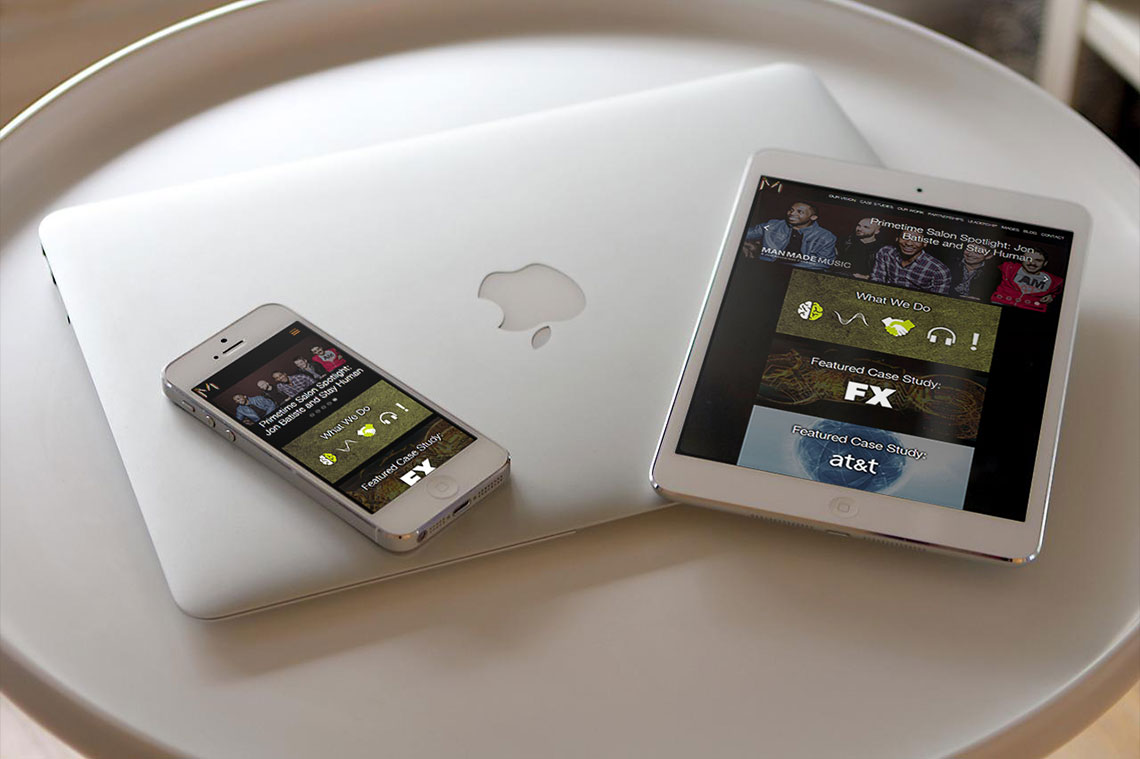 Primetime Salon Spotlight:
Jon Batiste and Stay Human
What We Do
Featured Case Study:
FX
M
OUR VISION CASE STUDIES OUR WORK PARTNERSHIPS LEADERSHIP IMAGES BLOG CONTACT
Primetime Salon Spotlight: Jon
Batiste and Stay Human
MAN MADE MUSIC
AM
What We Do
Featured Case Study:
FX
Featured Case Study:
at&t